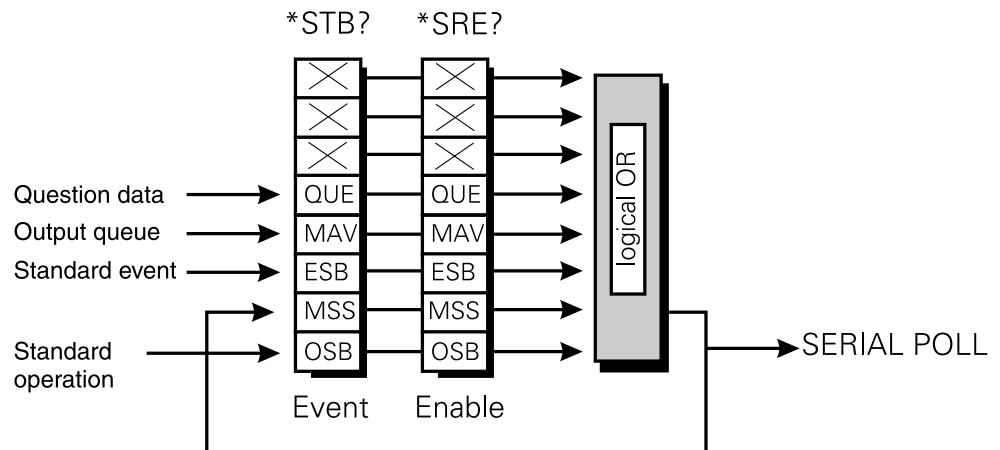 *STB? *SRE?
Question data QUE QUE
Output queue MAV MAV
Standard event ESB ESB
MSS MSS
Standard operation OSB OSB
logical OR
SERIAL POLL
Event Enable